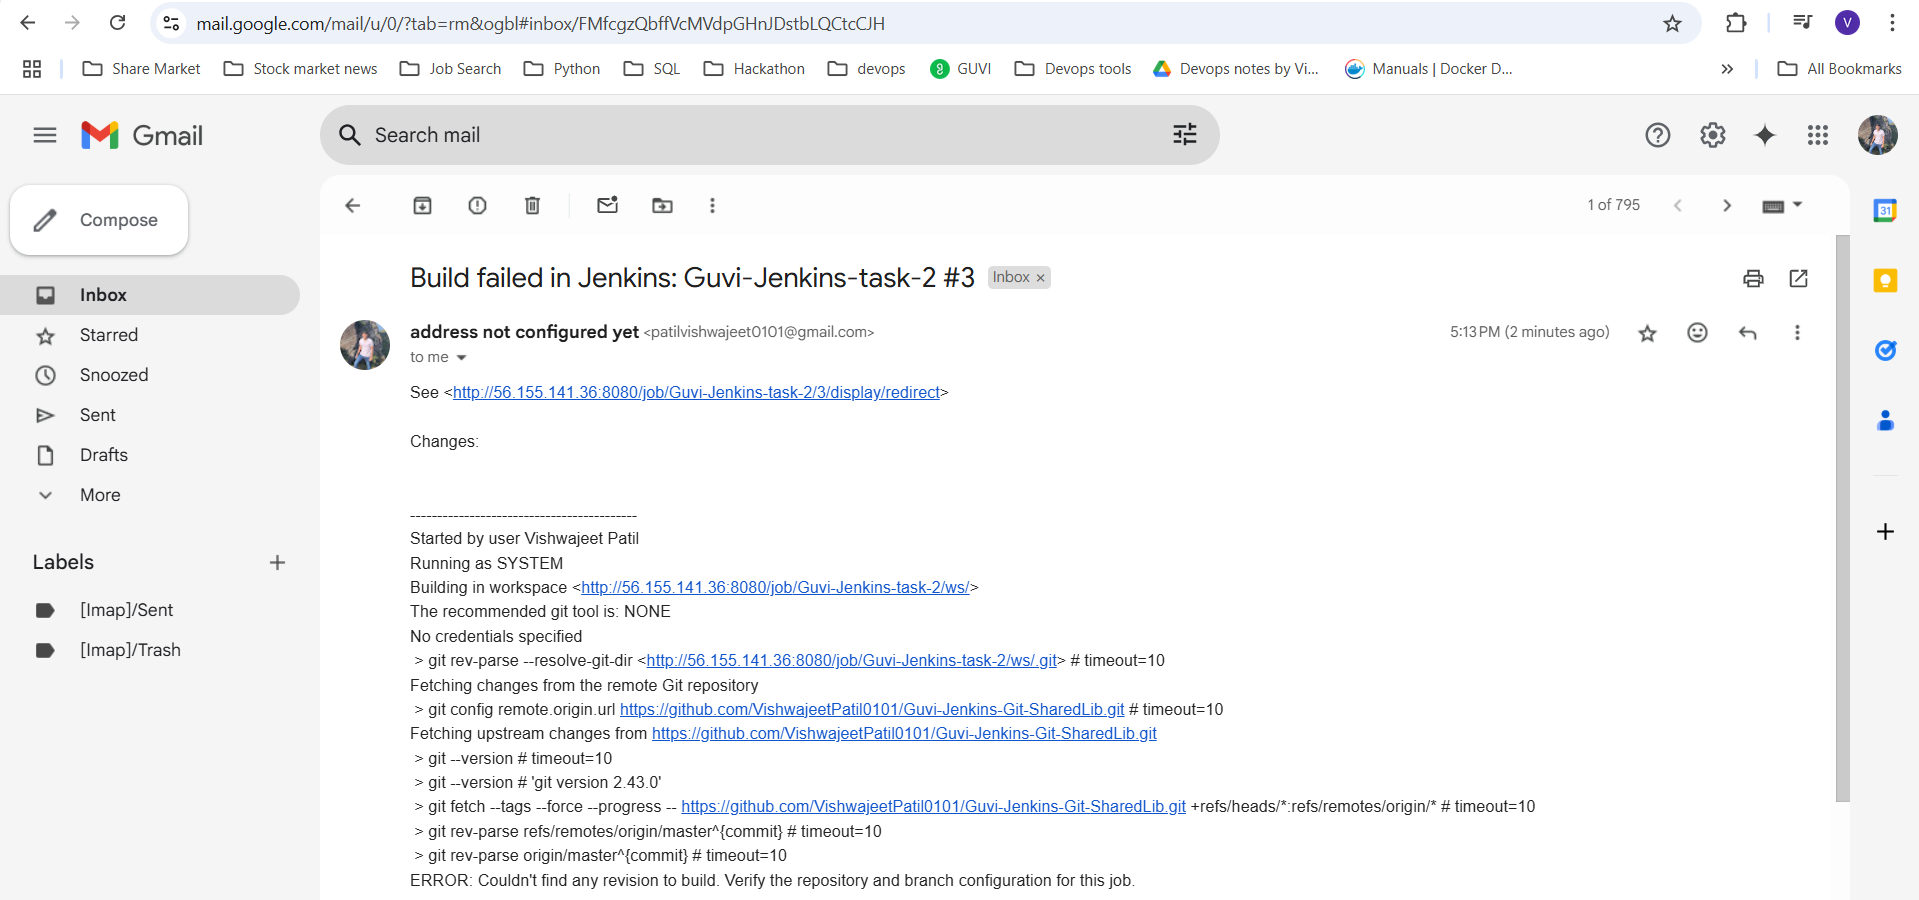 mail.google.com/mail/u/0/?tab=rm&ogbl#inbox/FMfcgzQbffVcMVdpGHnJDstbLQCtcCJH
V
Share Market
Stock market news
Job Search
Python
SQL
Hackathon
devops
GUVI
Devops tools
Devops notes by Vi...
Manuals | Docker D...
All Bookmarks
Gmail
Search mail
Compose
1 of 795
31
Inbox
Starred
Snoozed
Sent
Drafts
More
Labels
[Imap]/Sent
[Imap]/Trash
Build failed in Jenkins: Guvi-Jenkins-task-2 #3
Inbox ×
address not configured yet <patilvishwajeet0101@gmail.com>
5:13 PM (2 minutes ago)
to me
See <http://56.155.141.36:8080/job/Guvi-Jenkins-task-2/3/display/redirect>
Changes:
------------------------------------------
Started by user Vishwajeet Patil
Running as SYSTEM
Building in workspace <http://56.155.141.36:8080/job/Guvi-Jenkins-task-2/ws/>
The recommended git tool is: NONE
No credentials specified
> git rev-parse --resolve-git-dir <http://56.155.141.36:8080/job/Guvi-Jenkins-task-2/ws/.git> # timeout=10
Fetching changes from the remote Git repository
> git config remote.origin.url https://github.com/VishwajeetPatil0101/Guvi-Jenkins-Git-SharedLib.git # timeout=10
Fetching upstream changes from https://github.com/VishwajeetPatil0101/Guvi-Jenkins-Git-SharedLib.git
> git --version # timeout=10
> git --version # 'git version 2.43.0'
> git fetch --tags --force --progress -- https://github.com/VishwajeetPatil0101/Guvi-Jenkins-Git-SharedLib.git +refs/heads/*:refs/remotes/origin/* # timeout=10
> git rev-parse refs/remotes/origin/master^{commit} # timeout=10
> git rev-parse origin/master^{commit} # timeout=10
ERROR: Couldn't find any revision to build. Verify the repository and branch configuration for this job.